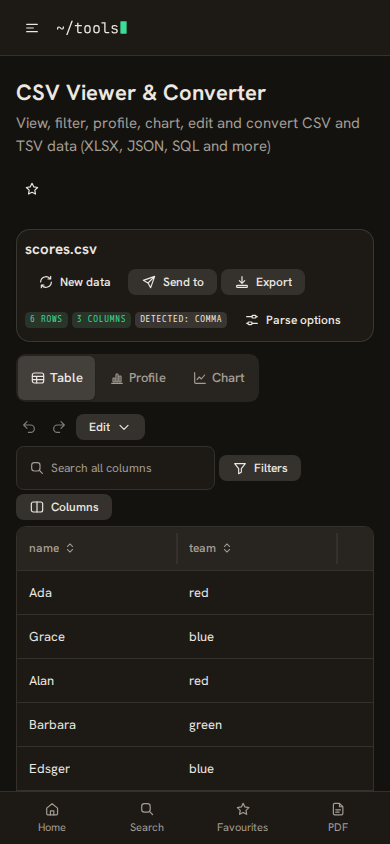 ~/tools
CSV Viewer & Converter
View, filter, profile, chart, edit and convert CSV and
TSV data (XLSX, JSON, SQL and more)
scores.csv
New data Send to Export
6 ROWS 3 COLUMNS DETECTED: COMMA Parse options
Table Profile Chart
Edit
Search all columns Filters
Columns
name team
Ada red
Grace blue
Alan red
Barbara green
Edsger blue
Home Search Favourites PDF